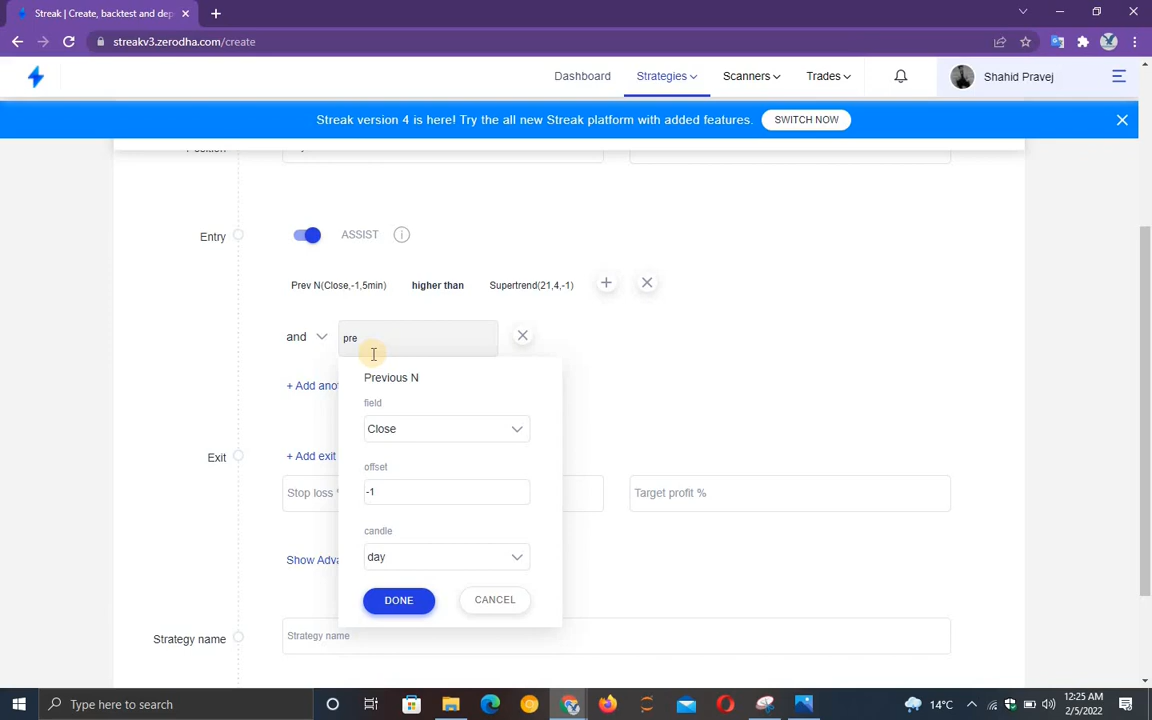 Streak | Create, backtest and dep
streakv3.zerodha.com/create
Dashboard
Strategies
Scanners
Trades
Shahid Pravej
Streak version 4 is here! Try the all new Streak platform with added features.
SWITCH NOW
Position
Entry
ASSIST
Prev N(Close,-1,5min)
higher than
Supertrend(21,4,-1)
and
pre
+ Add ano
Previous N
field
Close
offset
-1
candle
day
DONE
CANCEL
Exit
+ Add exit
Stop loss %
Target profit %
Show Adva
Strategy name
Strategy name
Type here to search
14°C
12:25 AM
2/5/2022